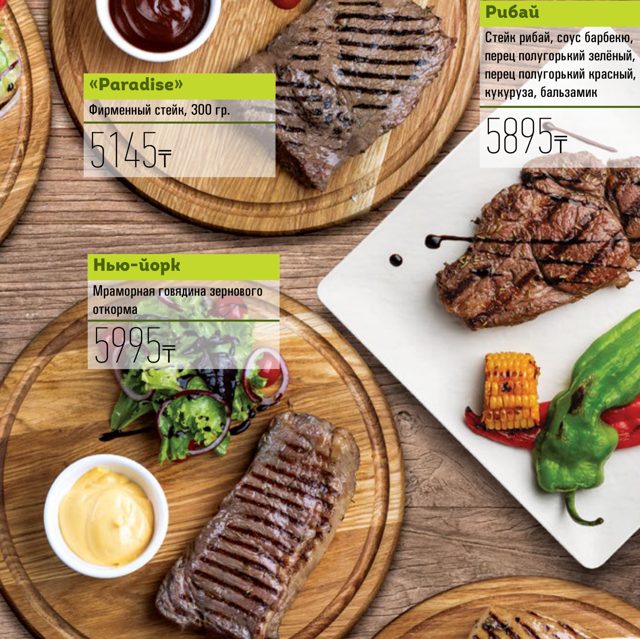 «Paradise»
Фирменный стейк, 300 гр.
5145₸
Рибай
Стейк рибай, соус барбекю,
перец полугорький зелёный,
перец полугорький красный,
кукуруза, бальзамик
5895₸
Нью-йорк
Мраморная говядина зернового
откорма
5995₸